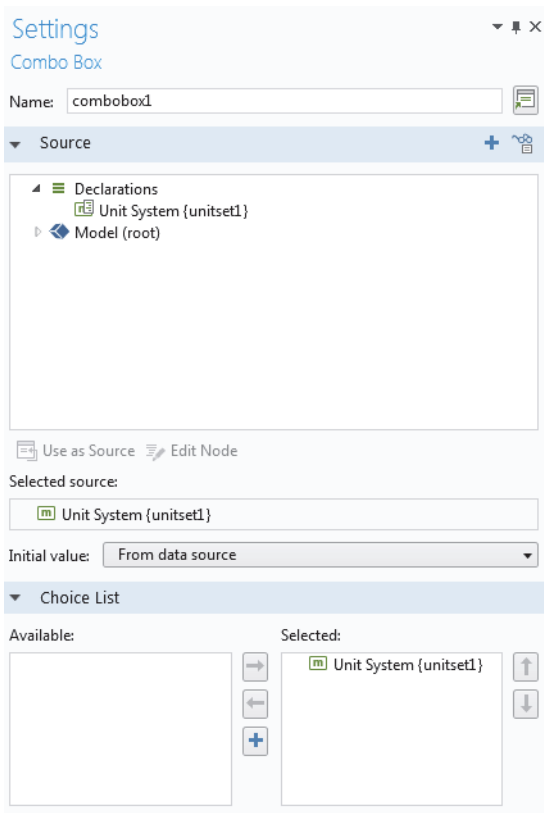 Settings
Combo Box
Name: combobox1
Source
Declarations
Unit System {unitset1}
Model (root)
Use as Source Edit Node
Selected source:
m Unit System {unitset1}
Initial value: From data source
Choice List
Available: Selected:
m Unit System {unitset1}